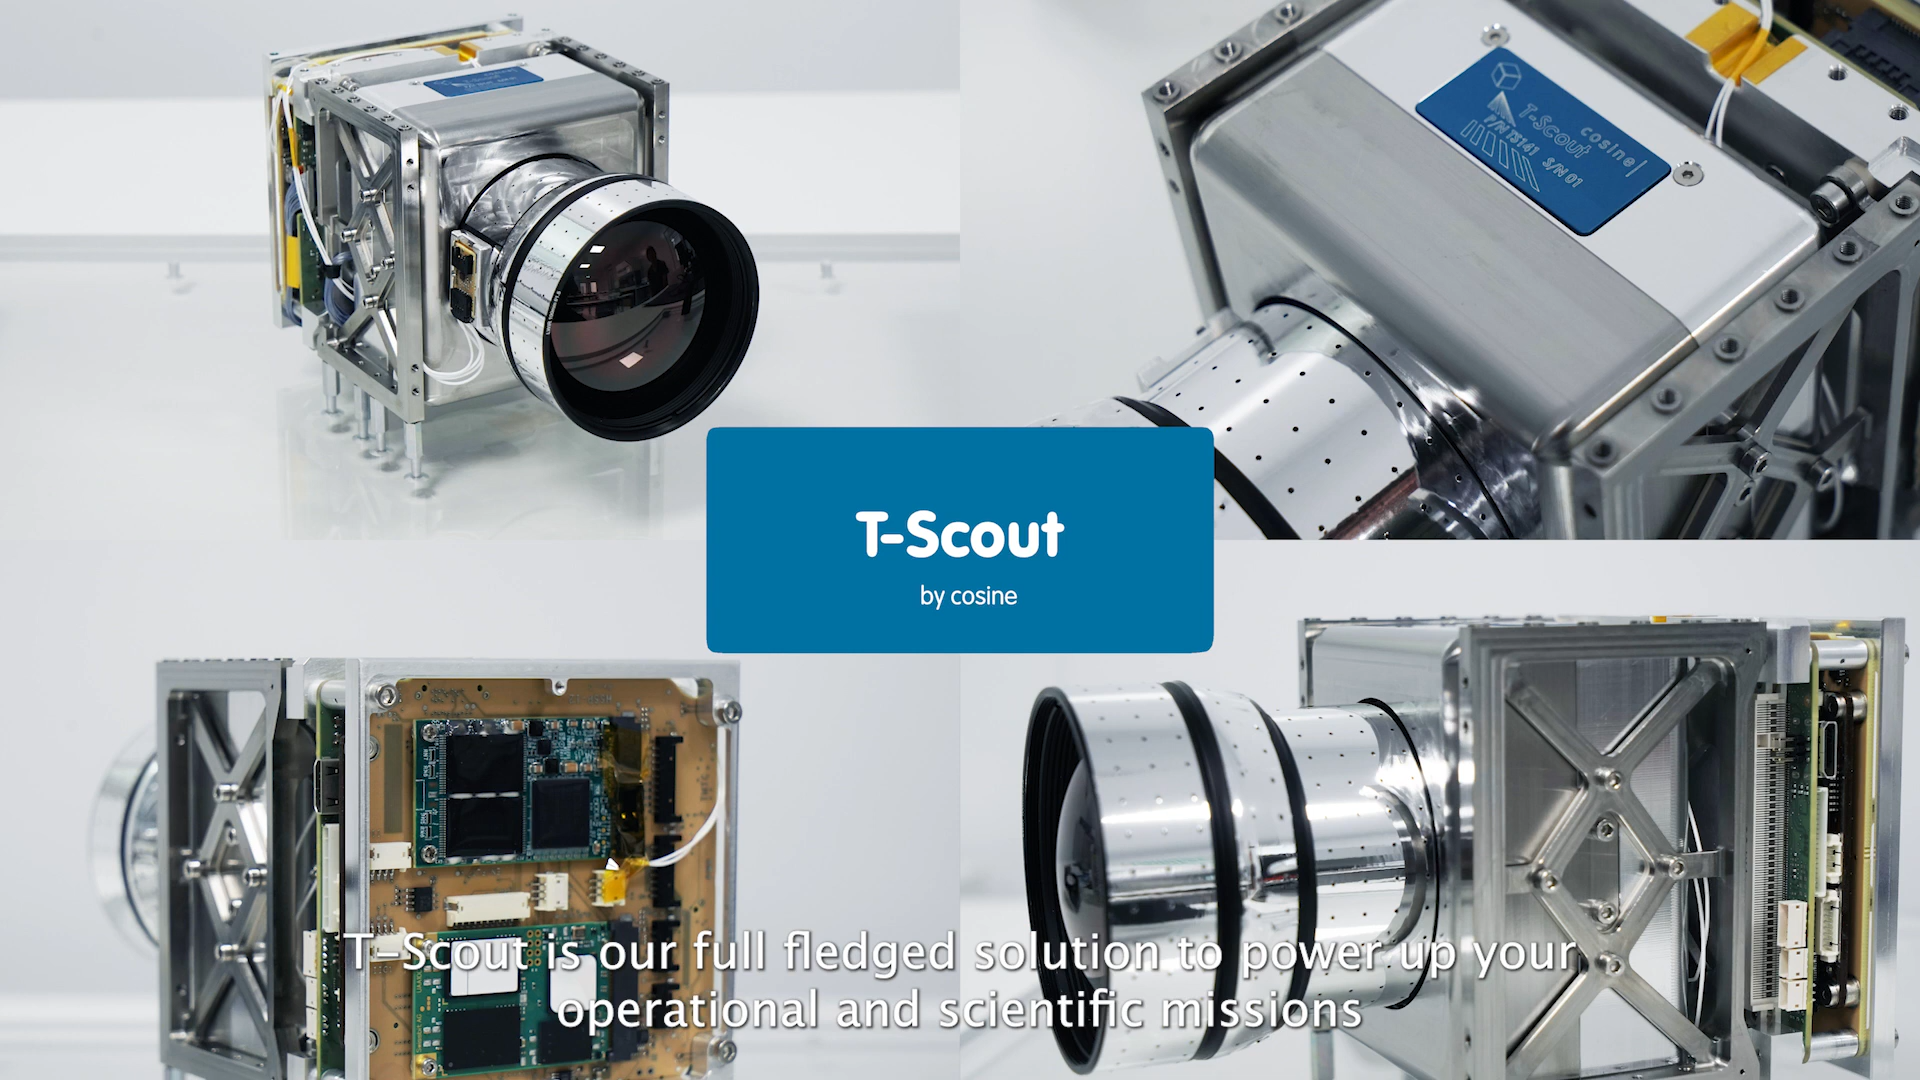 cosine
T-Scout
P/N TS141 S/N 01
T-Scout
by cosine
T Scout is our full fledged solution to power up your
operational and scientific missions